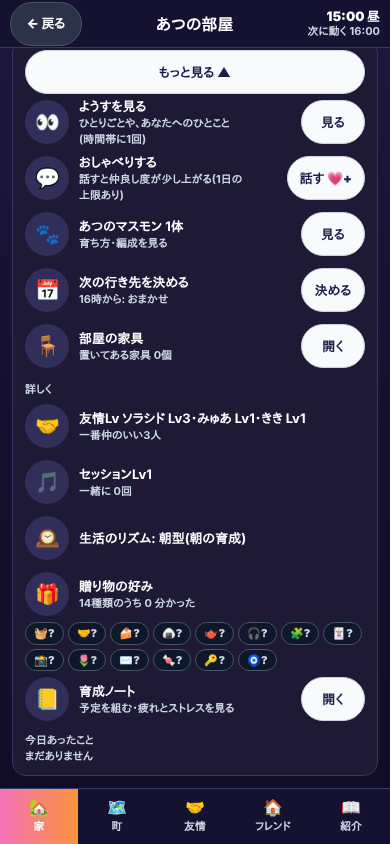 ← 戻る
あつの部屋
15:00 昼
次に動く 16:00
もっと見る ▲
ようすを見る
ひとりごとや、あなたへのひとこと
(時間帯に1回)
見る
おしゃべりする
話すと仲良し度が少し上がる(1日の
上限あり)
話す 💗+
あつのマスモン 1体
育ち方・編成を見る
見る
次の行き先を決める
16時から: おまかせ
決める
部屋の家具
置いてある家具 0個
開く
詳しく
友情Lv ソラシド Lv3・みゅあ Lv1・きき Lv1
一番仲のいい3人
セッションLv1
一緒に 0回
生活のリズム: 朝型(朝の育成)
贈り物の好み
14種類のうち 0 分かった
? ? ? ? ? ? ? ?
? ? ? ? ? ?
育成ノート
予定を組む・疲れとストレスを見る
開く
今日あったこと
まだありません
家
町
友情
フレンド
紹介